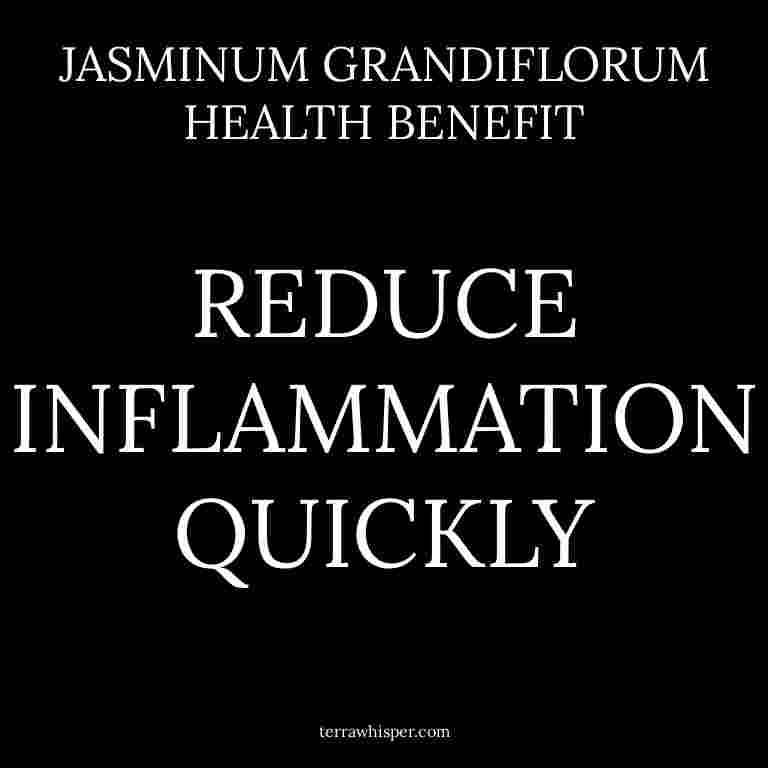 JASMINUM GRANDIFLORUM
HEALTH BENEFIT
REDUCE
INFLAMMATION
QUICKLY
terrawhisper.com